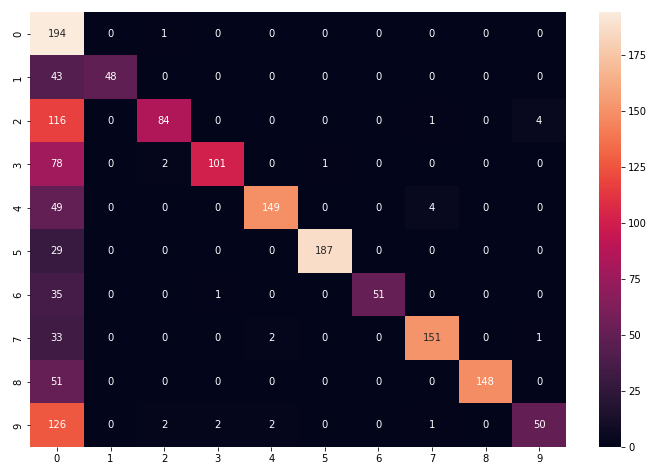 0 194 0 1 0 0 0 0 0 0 0
1 43 48 0 0 0 0 0 0 0 0
2 116 0 84 0 0 0 0 1 0 4
3 78 0 2 101 0 1 0 0 0 0
4 49 0 0 0 149 0 0 4 0 0
5 29 0 0 0 0 187 0 0 0 0
6 35 0 0 1 0 0 51 0 0 0
7 33 0 0 0 2 0 0 151 0 1
8 51 0 0 0 0 0 0 0 148 0
9 126 0 2 2 2 0 0 1 0 50
0 1 2 3 4 5 6 7 8 9
175
150
125
100
75
50
25
0